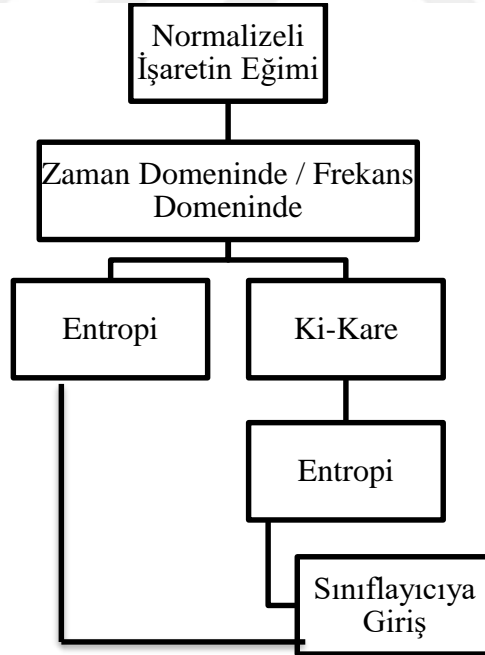 Normalizeli
İşaretin Eğimi
Zaman Domeninde / Frekans
Domeninde
Entropi
Ki-Kare
Entropi
Sınıflayıcıya
Giriş